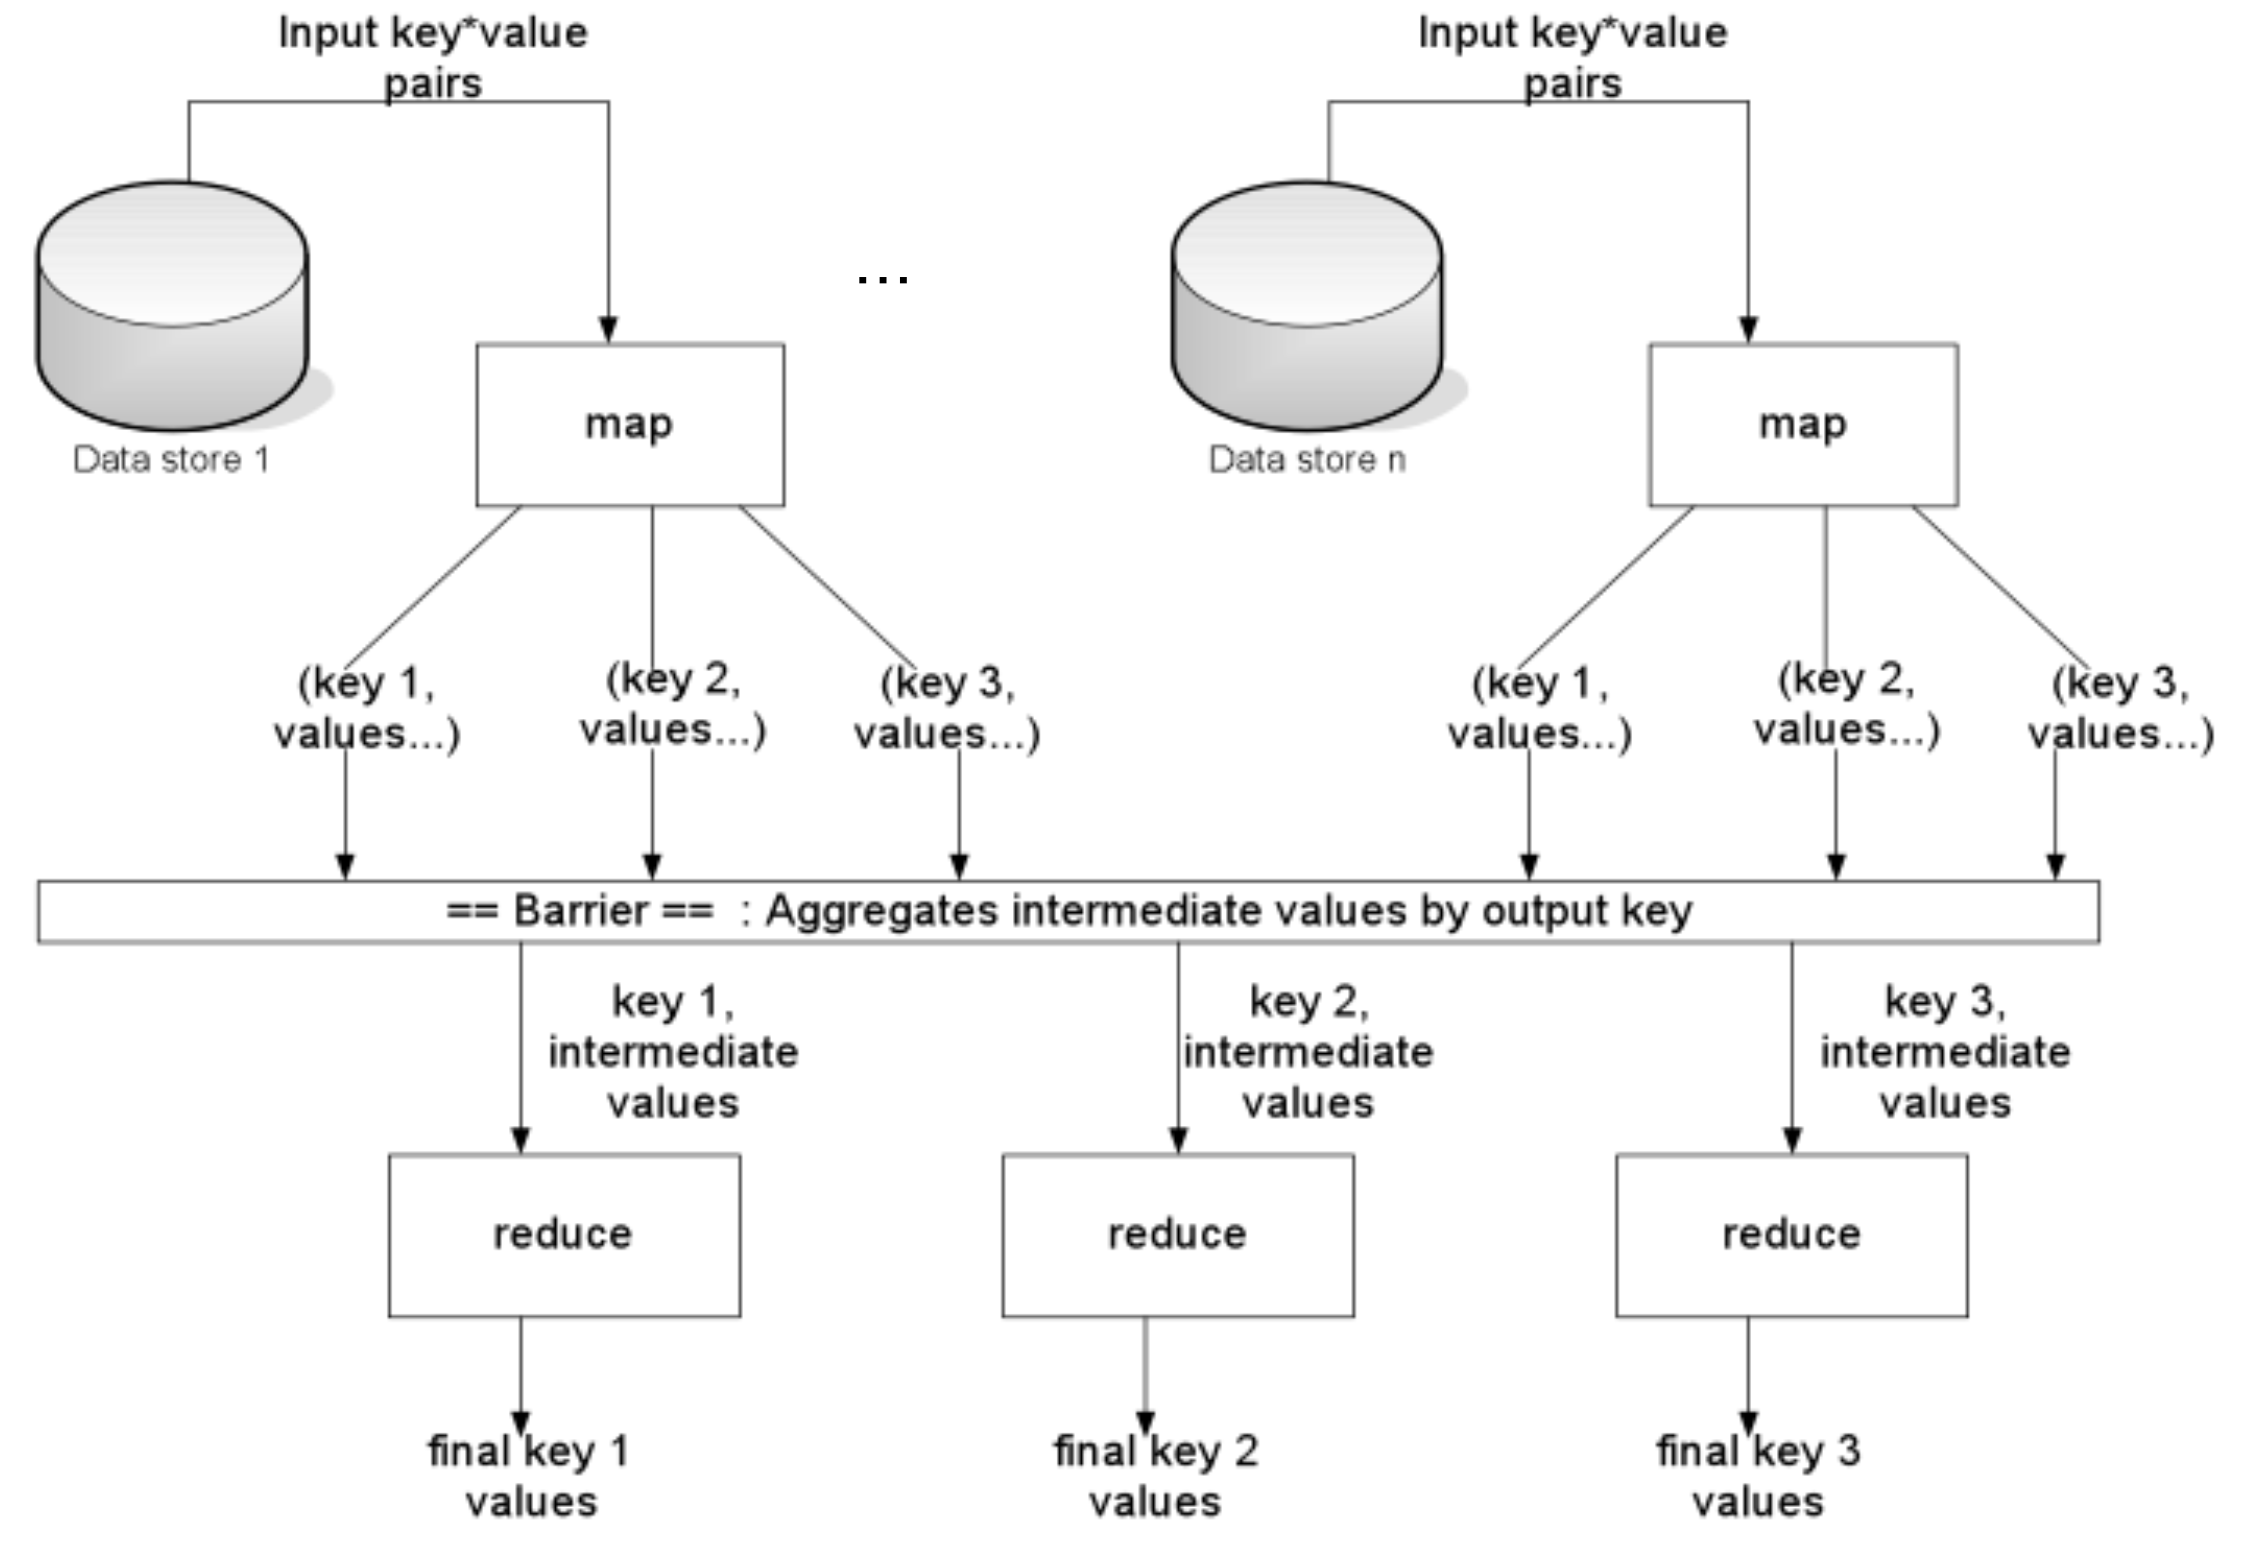 Input key*value
pairs
Input key*value
pairs
...
Data store 1
map
Data store n
map
(key 1,
values...)
(key 2,
values...)
(key 3,
values...)
(key 1,
values...)
(key 2,
values...)
(key 3,
values...)
== Barrier == : Aggregates intermediate values by output key
key 1,
intermediate
values
key 2,
intermediate
values
key 3,
intermediate
values
reduce
reduce
reduce
final key 1
values
final key 2
values
final key 3
values